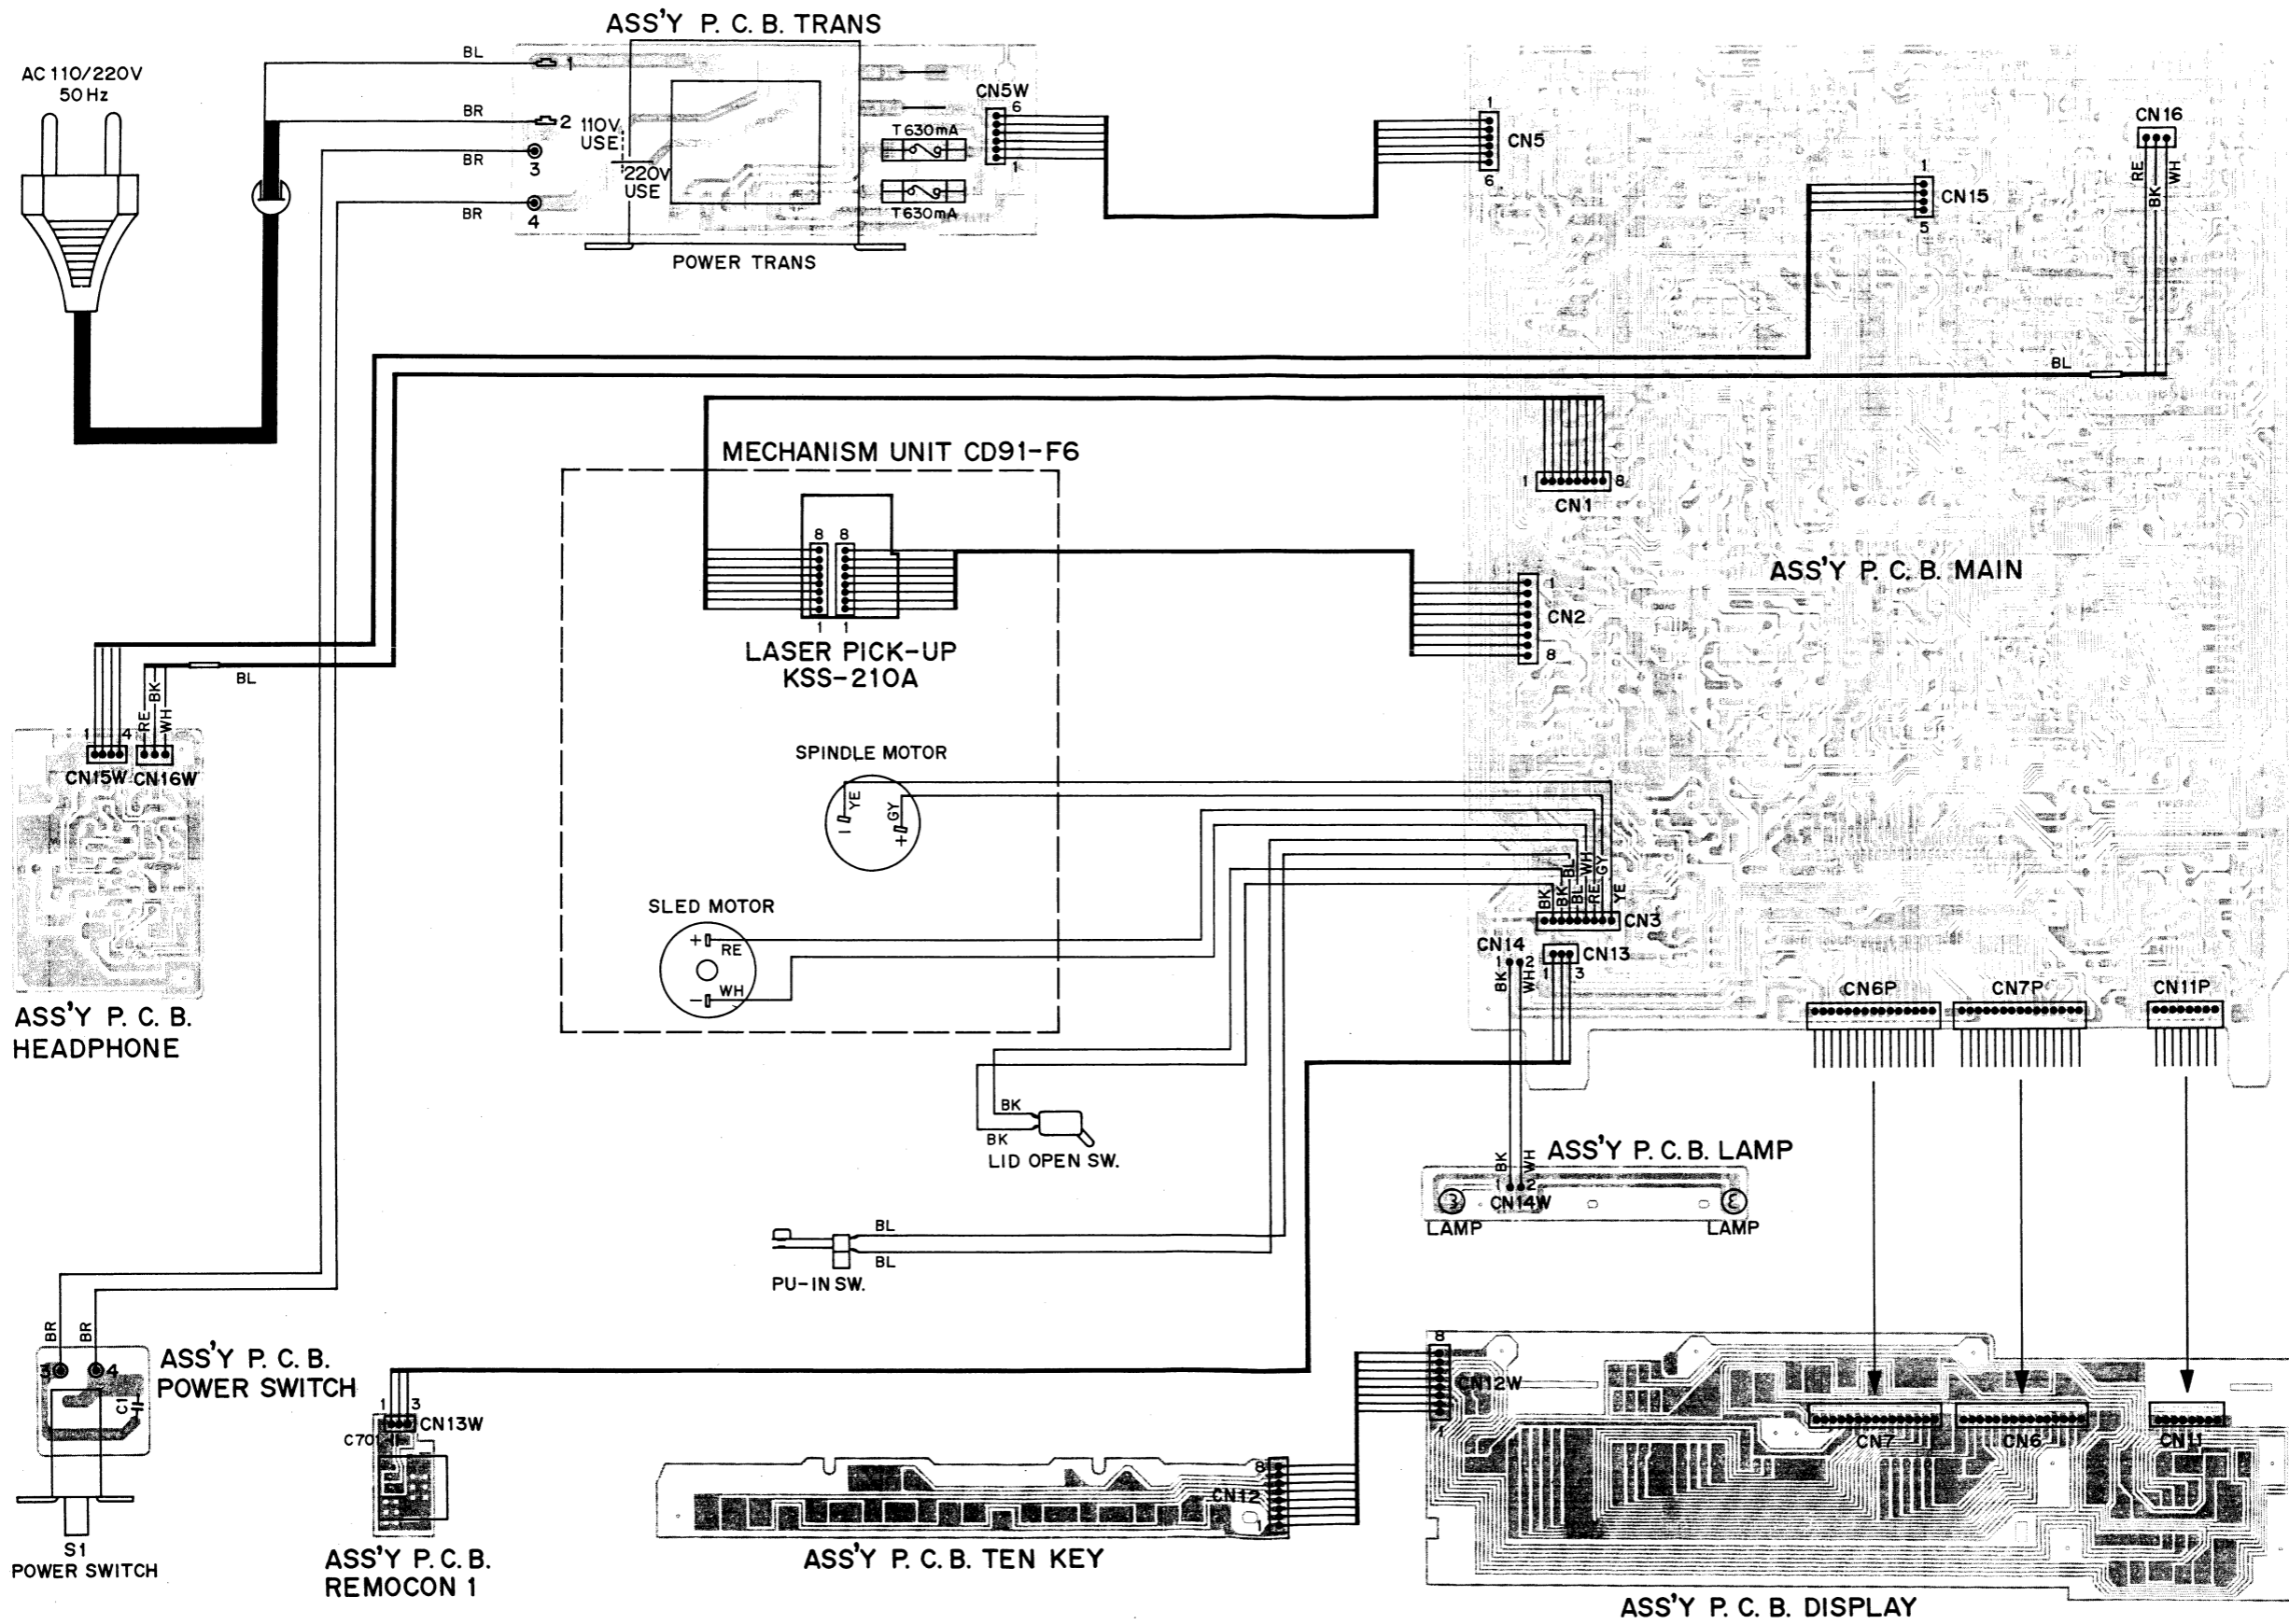 ASS'Y P. C. B. TRANS
AC 110/220V
50 Hz
BL
1
BR
2
110V
USE
BR
3
220V
USE
BR
4
T 630mA
T630mA
CN5W
6
1
POWER TRANS
1
CN5
6
1
CN15
5
CN16
RE
BK
WH
BL
MECHANISM UNIT CD91-F6
1
8
CN1
8
8
1
1
LASER PICK-UP
KSS-210A
1
CN2
8
ASS'Y P. C. B. MAIN
BL
RE
BK
WH
1
4
CN15W
CN16W
ASS'Y P. C. B.
HEADPHONE
SPINDLE MOTOR
YE
GY
-
+
SLED MOTOR
+
RE
-
WH
BK
BK
BL
BL
WH
RE
GY
YE
CN3
CN14
1
2
BK
WH
CN13
1
3
CN6P
CN7P
CN11P
BK
BK
LID OPEN SW.
ASS'Y P. C. B. LAMP
BK
WH
1
2
CN14W
LAMP
LAMP
BL
BL
PU-IN SW.
BR
BR
3
4
C1
ASS'Y P. C. B.
POWER SWITCH
S1
POWER SWITCH
1
3
CN13W
C701
ASS'Y P. C. B.
REMOCON 1
8
CN12
1
ASS'Y P. C. B. TEN KEY
8
CN12W
1
CN7
CN6
CN11
ASS'Y P. C. B. DISPLAY